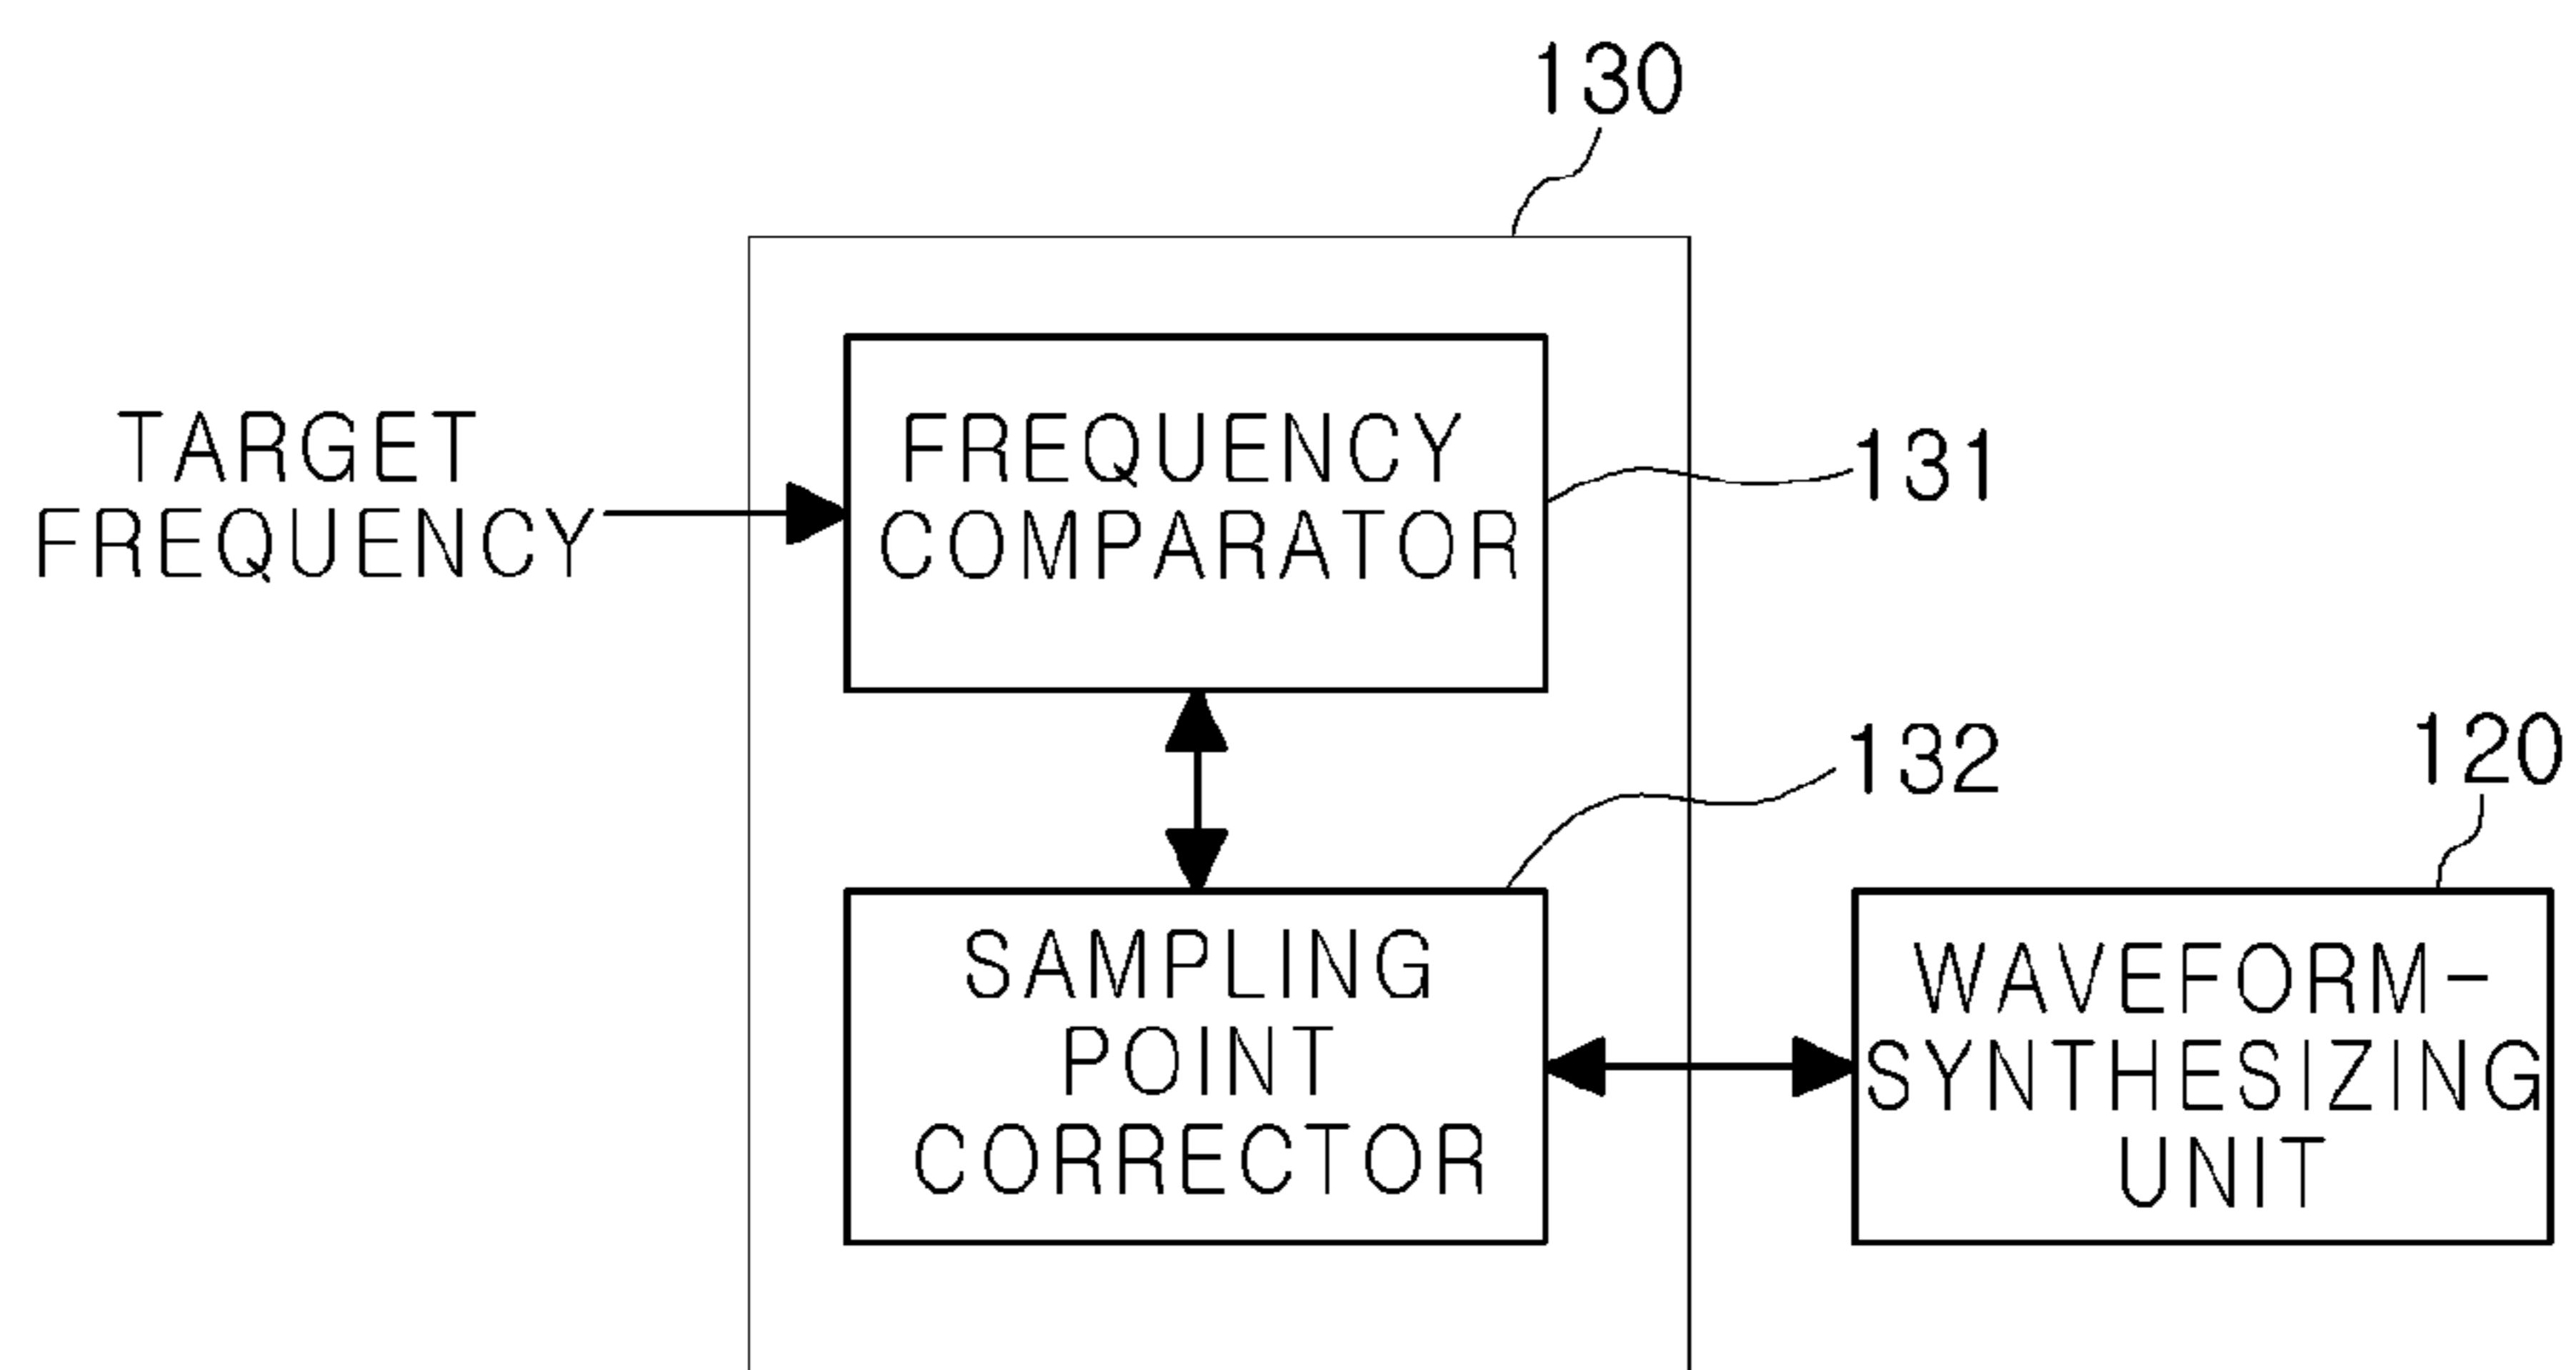 130
TARGET
FREQUENCY
FREQUENCY
COMPARATOR
131
132
120
SAMPLING
POINT
CORRECTOR
WAVEFORM-
SYNTHESIZING
UNIT